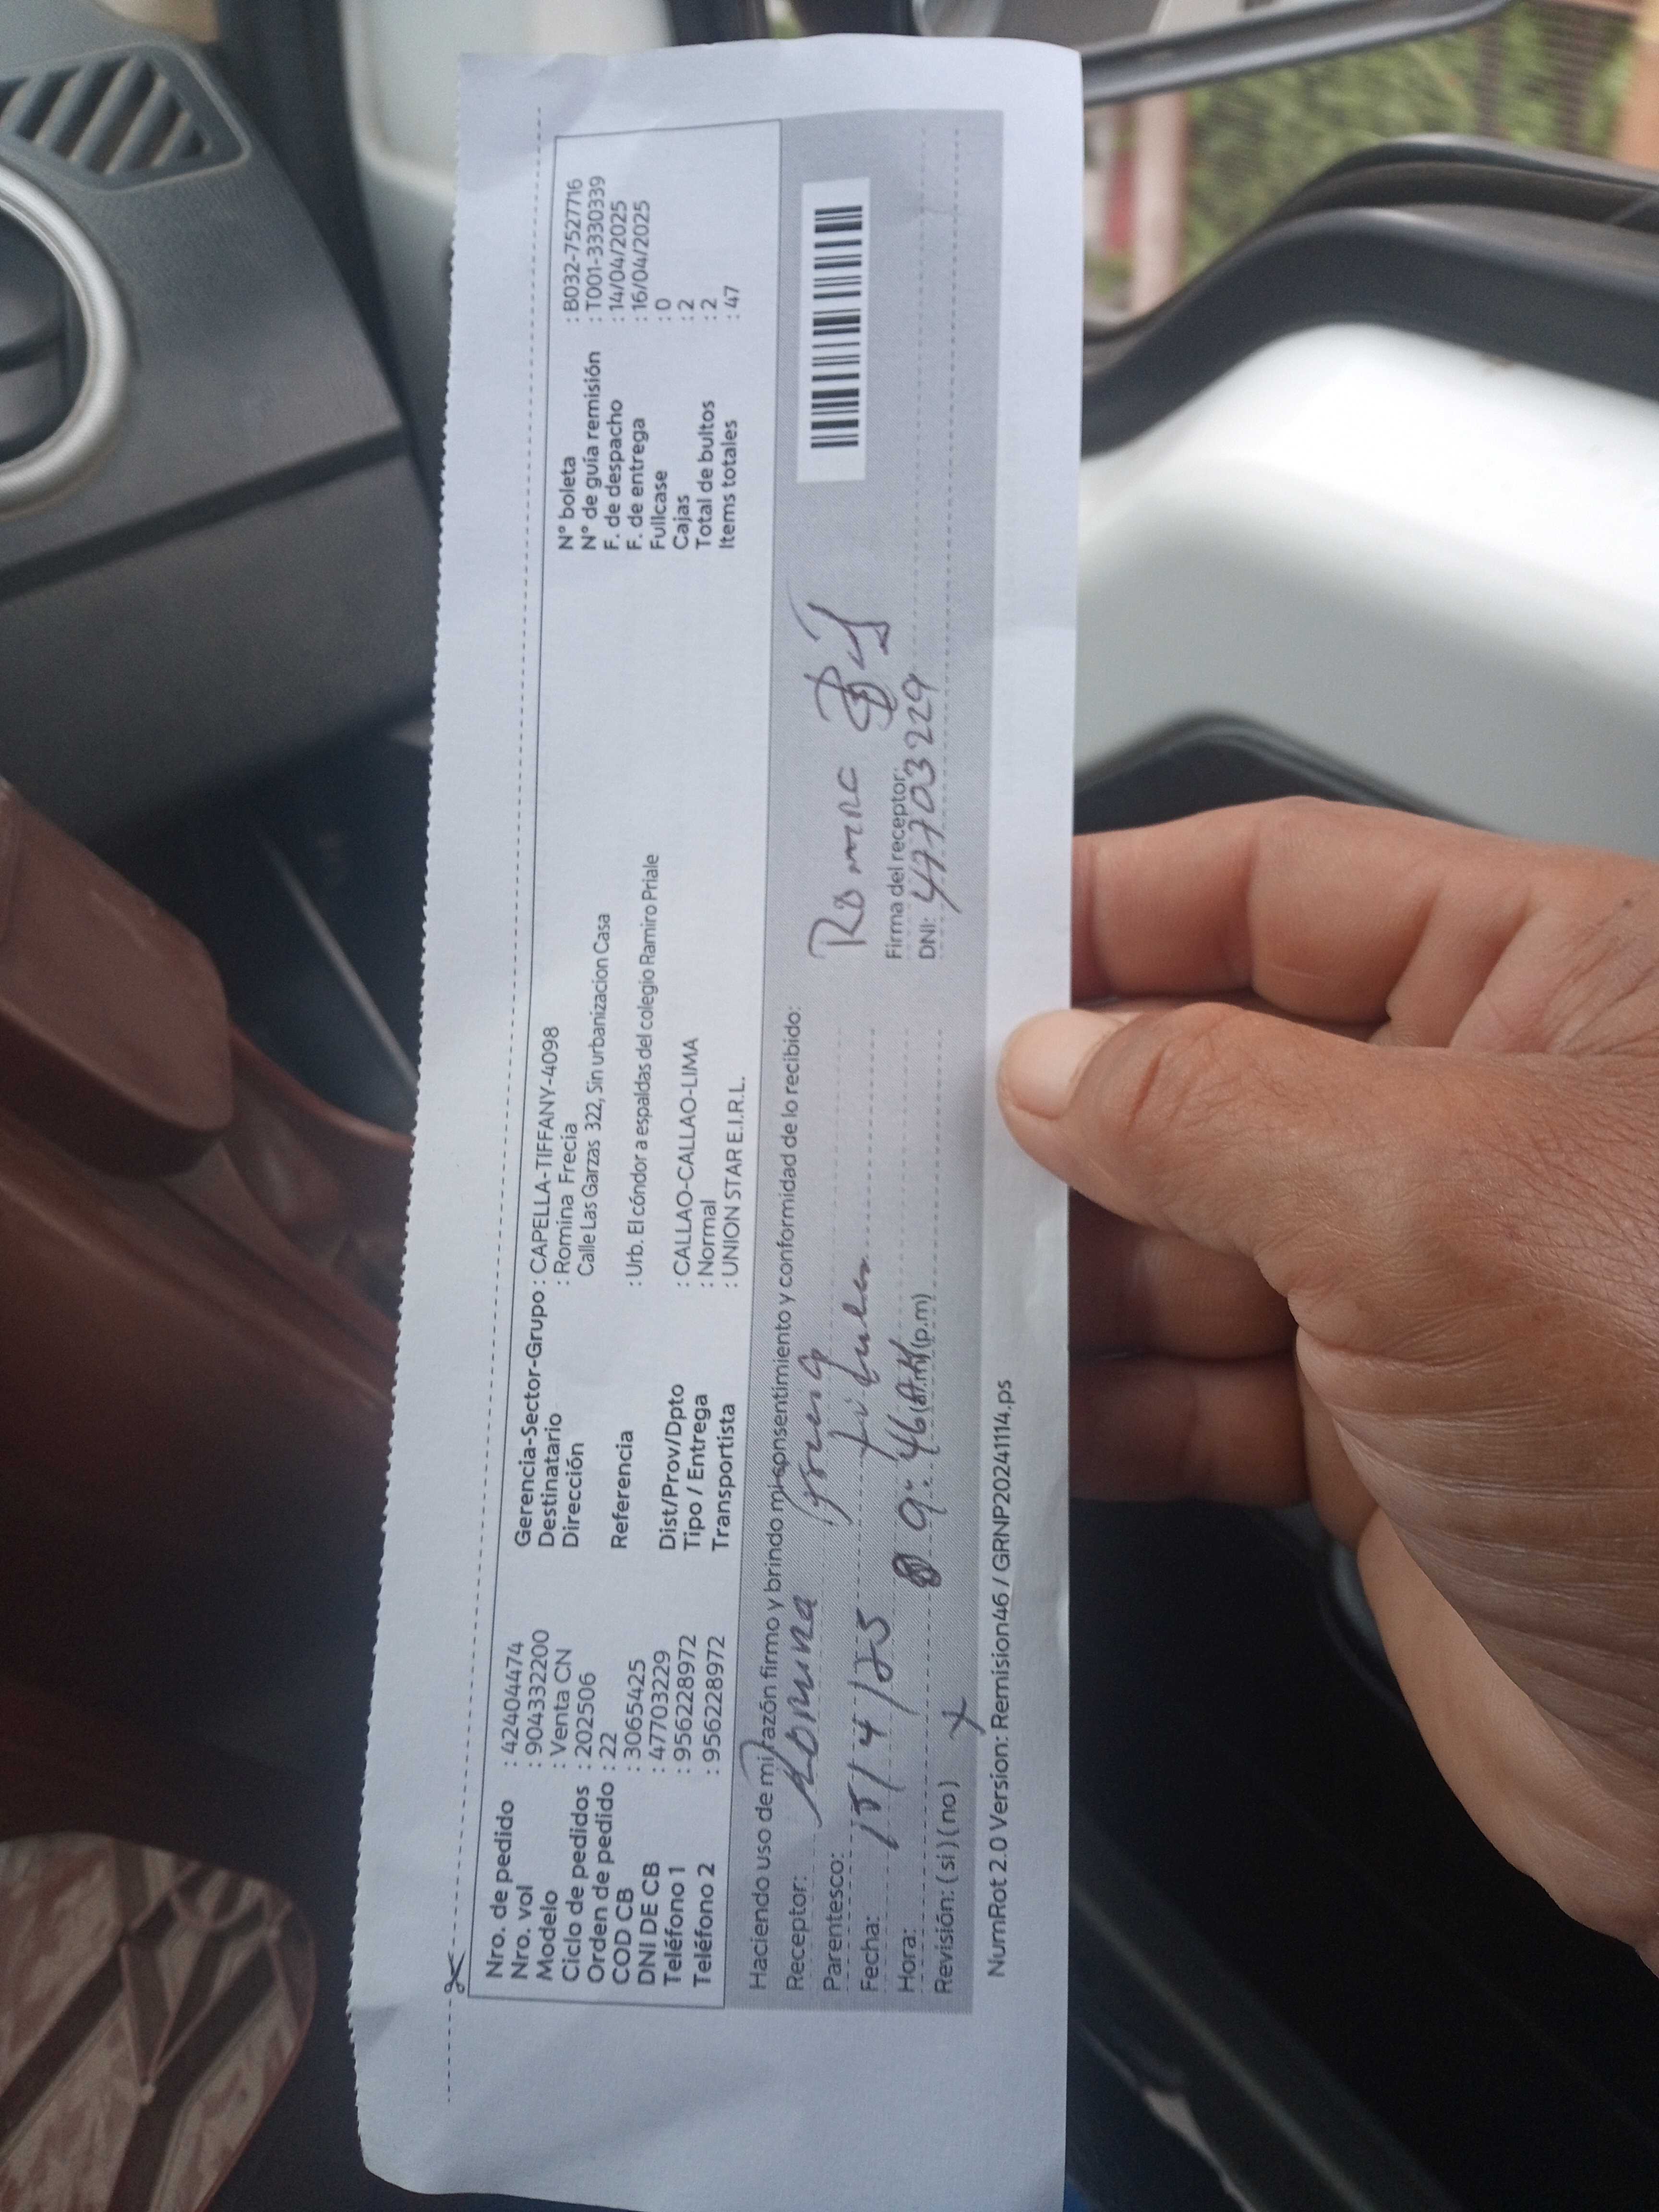 Nro. de pedido : 42404474
Nro. vol : 904332200
Modelo : Venta CN
Ciclo de pedidos : 202506
Orden de pedido : 22
COD CB : 3065425
DNI DE CB : 47703229
Teléfono 1 : 956228972
Teléfono 2 : 956228972
Gerencia-Sector-Grupo : CAPELLA-TIFFANY-4098
Destinatario : Romina Frecia
Dirección Calle Las Garzas 322, Sin urbanizacion Casa
Referencia : Urb. El cóndor a espaldas del colegio Ramiro Priale
Dist/Prov/Dpto : CALLAO-CALLAO-LIMA
Tipo / Entrega : Normal
Transportista : UNION STAR E.I.R.L.
N° boleta : B032-7527716
N° de guía remisión : T001-3330339
F. de despacho : 14/04/2025
F. de entrega : 16/04/2025
Fullcase : 0
Cajas : 2
Total de bultos : 2
Items totales : 47
Haciendo uso de mi razón firmo y brindo mi consentimiento y conformidad de lo recibido:
Receptor: Romina
Parentesco:
Fecha: 15/4/25
Hora: 9:46 (a.m) (p.m)
Revisión: ( si ) ( no ) X
Firma del receptor:
DNI: 47703229
NumRot 2.0 Version: Remision46 / GRNP20241114.ps